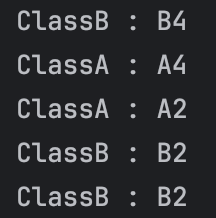 ClassB : B4
ClassA : A4
ClassA : A2
ClassB : B2
ClassB : B2